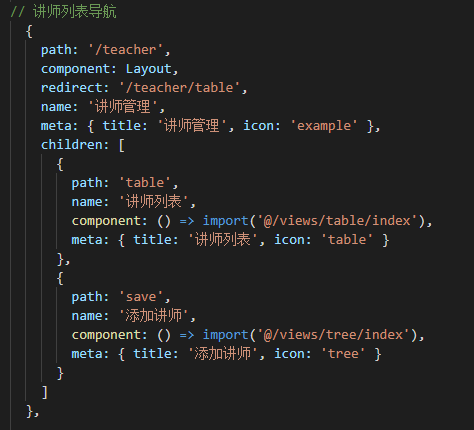 // 讲师列表导航
  {
    path: '/teacher',
    component: Layout,
    redirect: '/teacher/table',
    name: '讲师管理',
    meta: { title: '讲师管理', icon: 'example' },
    children: [
      {
        path: 'table',
        name: '讲师列表',
        component: () => import('@/views/table/index'),
        meta: { title: '讲师列表', icon: 'table' }
      },
      {
        path: 'save',
        name: '添加讲师',
        component: () => import('@/views/tree/index'),
        meta: { title: '添加讲师', icon: 'tree' }
      }
    ]
  },